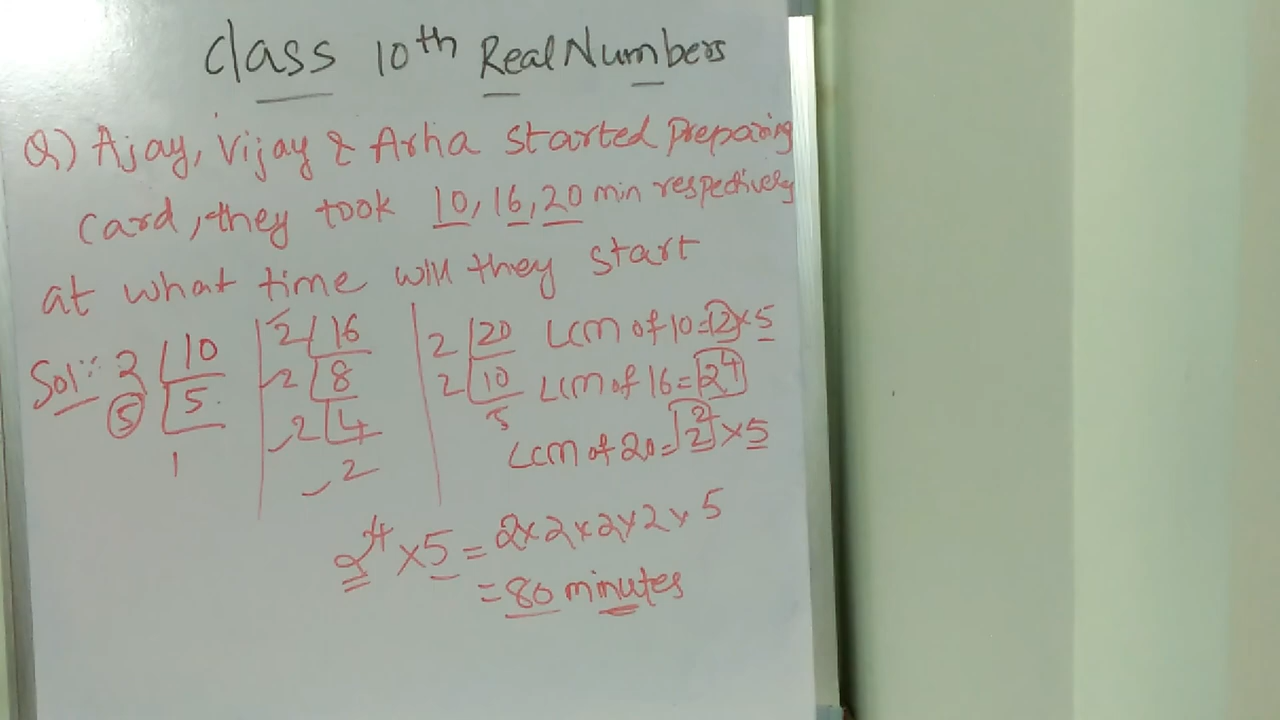 Class 10th Real Numbers
Q) Ajay, Vijay & Arha started preparing
card, they took 10, 16, 20 min respectively
at what time will they start
Sol:- 2 | 10 2 | 16 2 | 20 LCM of 10 = 2 × 5
5 | 5 2 | 8 2 | 10 LCM of 16 = 2⁴
1 2 | 4 5 LCM of 20 = 2² × 5
2
2⁴ × 5 = 2 × 2 × 2 × 2 × 5
= 80 minutes